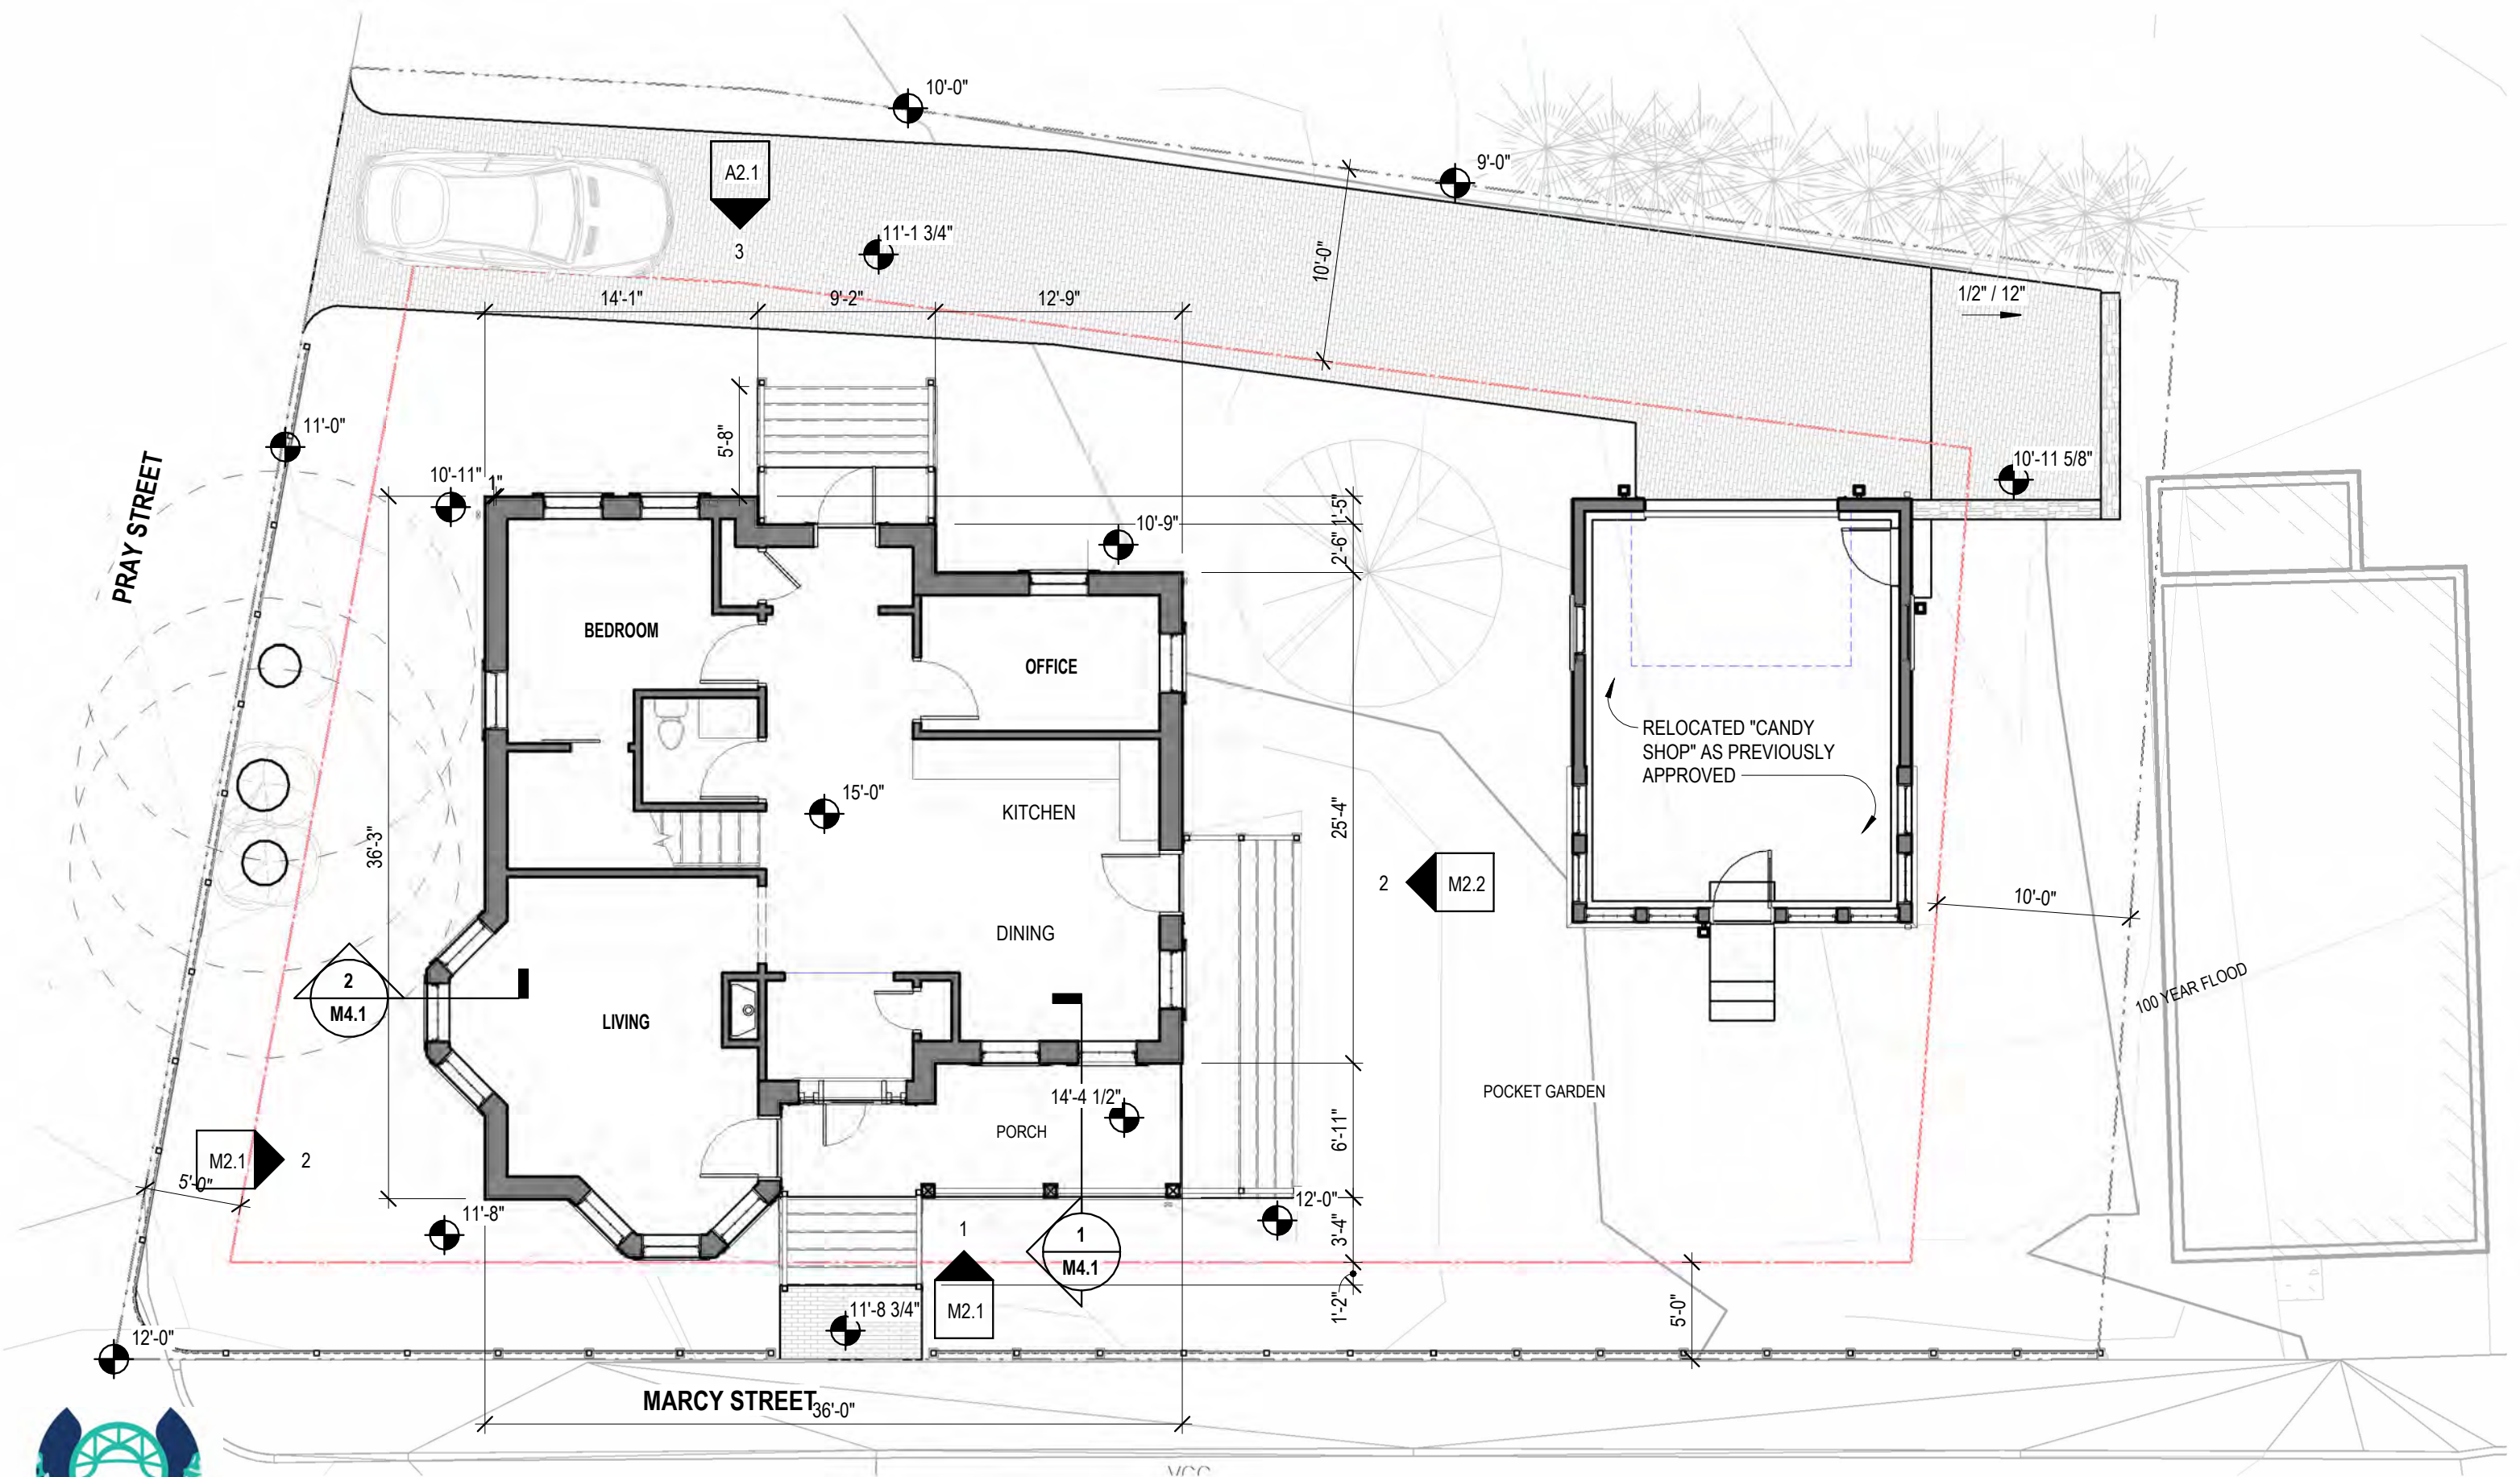 10'-0"
9'-0"
A2.1
3
11'-1 3/4"
10'-0"
14'-1"
9'-2"
12'-9"
1/2" / 12"
PRAY STREET
11'-0"
5'-8"
10'-11"
1"
10'-9"
1'-5"
2'-6"
10'-11 5/8"
BEDROOM
OFFICE
RELOCATED "CANDY
SHOP" AS PREVIOUSLY
APPROVED
15'-0"
KITCHEN
25'-4"
36'-3"
2
M2.2
10'-0"
DINING
2
M4.1
LIVING
100 YEAR FLOOD
14'-4 1/2"
PORCH
POCKET GARDEN
6'-11"
M2.1
2
5'-0"
11'-8"
12'-0"
1
1
M4.1
3'-4"
M2.1
11'-8 3/4"
1'-2"
5'-0"
12'-0"
MARCY STREET
36'-0"